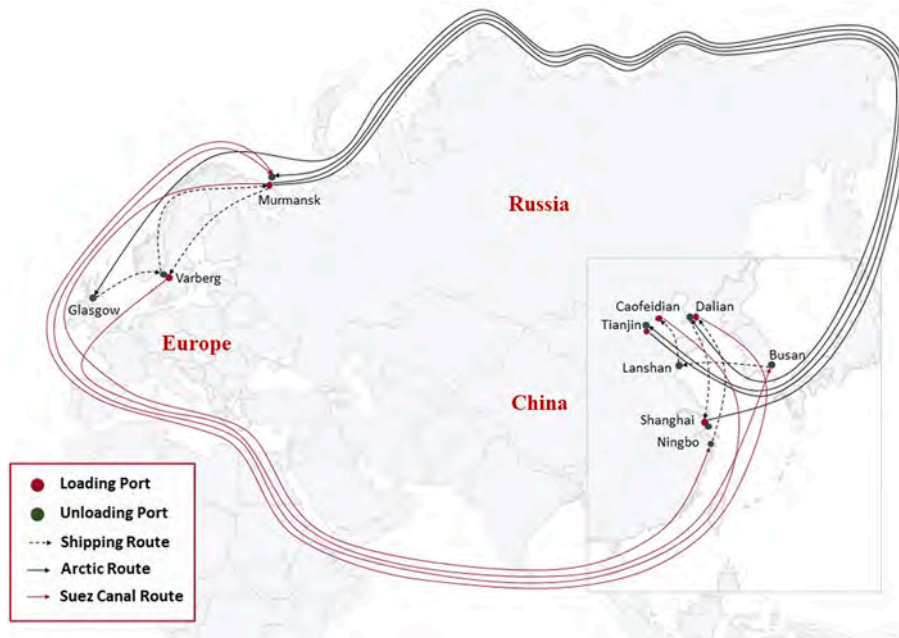 Murmansk
Russia
Varberg
Glasgow
Europe
China
Caofeidian
Dalian
Tianjin
Lanshan
Busan
Shanghai
Ningbo
Loading Port
Unloading Port
Shipping Route
Arctic Route
Suez Canal Route